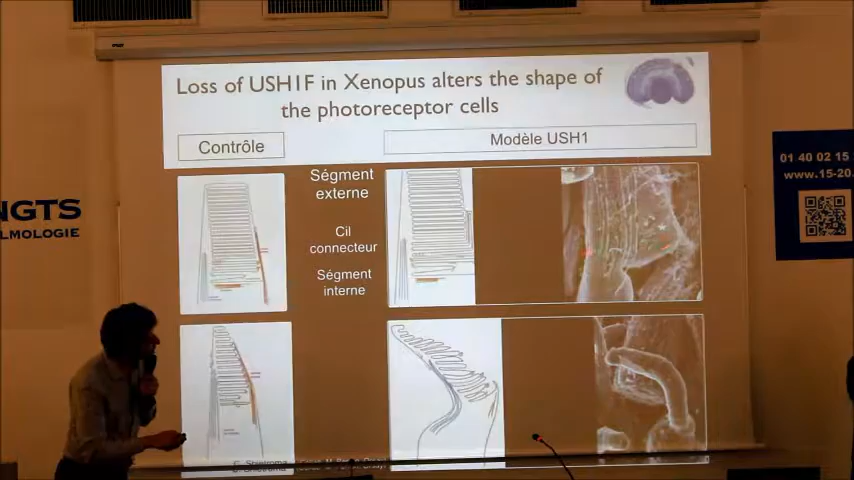 Loss of USH1F in Xenopus alters the shape of
the photoreceptor cells
Contrôle
Modèle USH1
Ségment
externe
Cil
connecteur
Ségment
interne
NGTS
LMOLOGIE
01 40 02 15
www.15-20.